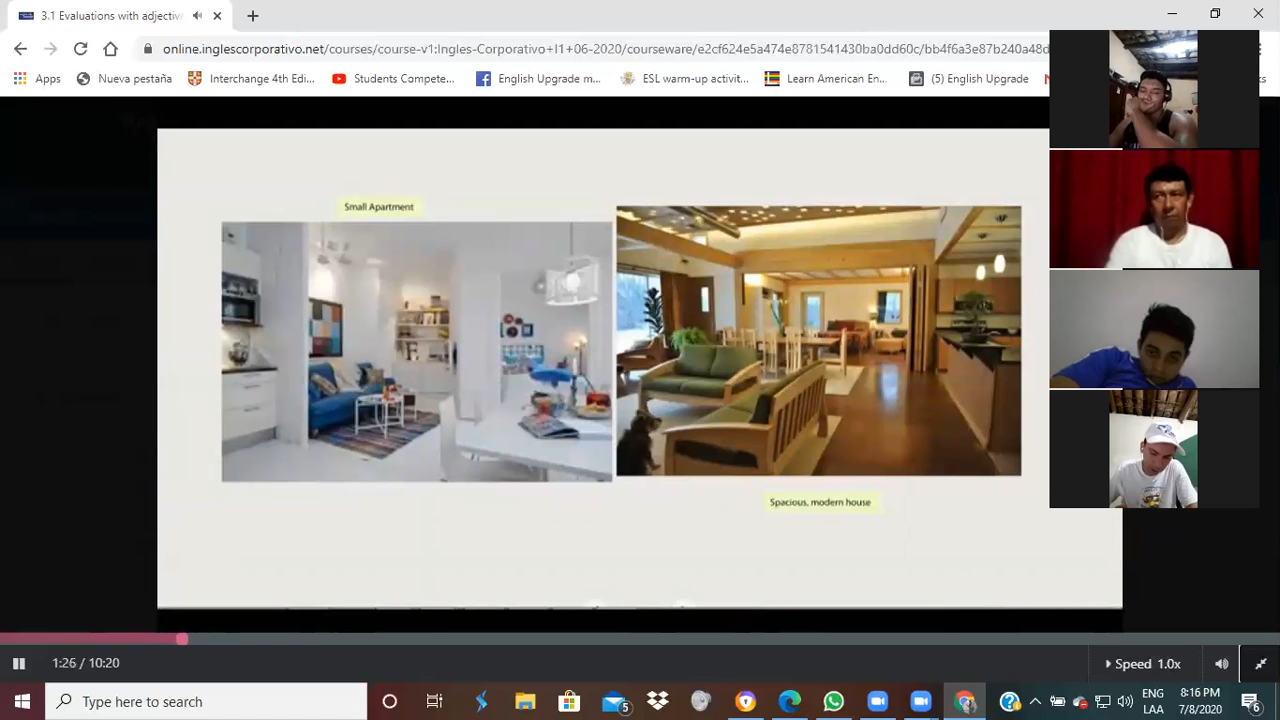 3.1 Evaluations with adjectiv
online.inglescorporativo.net/courses/course-v1:Ingles-Corporativo+I1+06-2020/courseware/e2cf624e5a474e8781541430ba0dd60c/bb4f6a3e87b240a48d
Apps
Nueva pestaña
Interchange 4th Edi...
Students Compete...
English Upgrade m...
ESL warm-up activit...
Learn American En...
(5) English Upgrade
Small Apartment
Spacious, modern house
1:26 / 10:20
Speed 1.0x
Type here to search
5
ENG
LAA
8:16 PM
7/8/2020
6